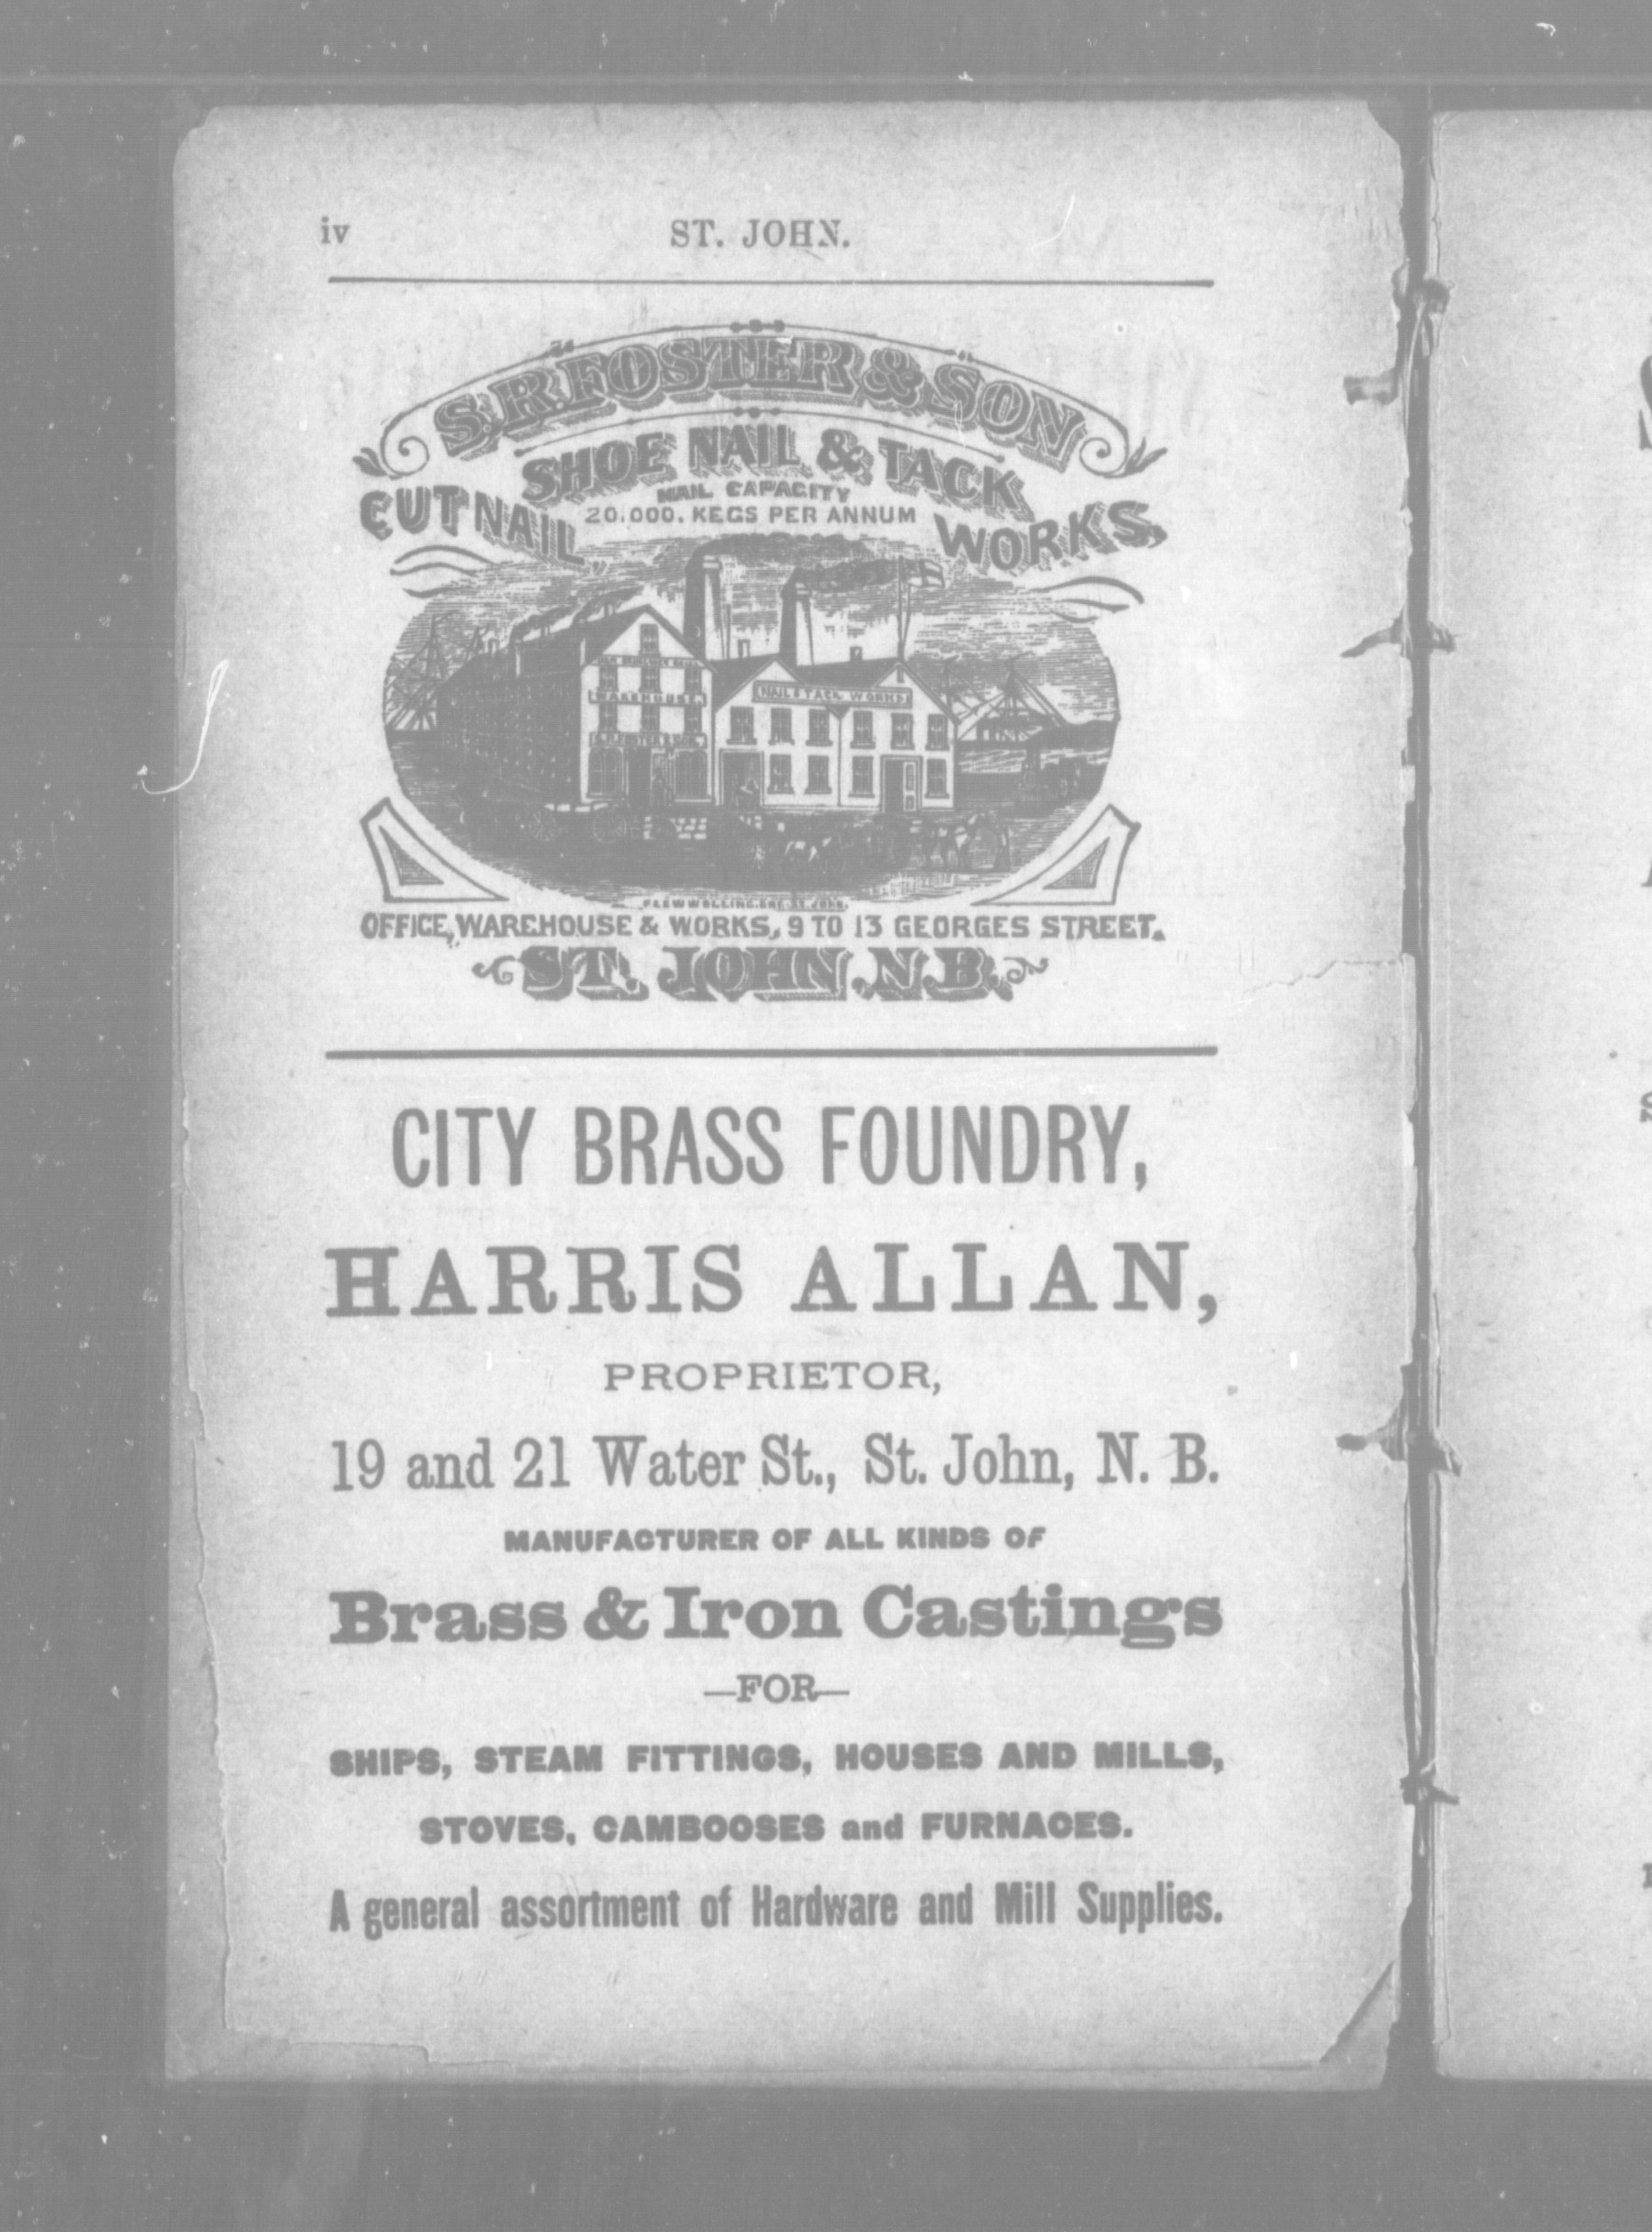 iv ST. JOHN.
S. R. FOSTER & SON
SHOE NAIL & TACK
NAIL CAPACITY
CUT NAIL 20.000. KEGS PER ANNUM WORKS,
WAREHOUSE
NAIL & TACK WORKS
OFFICE, WAREHOUSE & WORKS, 9 TO 13 GEORGES STREET.
ST. JOHN, N.B.
CITY BRASS FOUNDRY,
HARRIS ALLAN,
PROPRIETOR,
19 and 21 Water St., St. John, N. B.
MANUFACTURER OF ALL KINDS OF
Brass & Iron Castings
—FOR—
SHIPS, STEAM FITTINGS, HOUSES AND MILLS,
STOVES, CAMBOOSES and FURNACES.
A general assortment of Hardware and Mill Supplies.